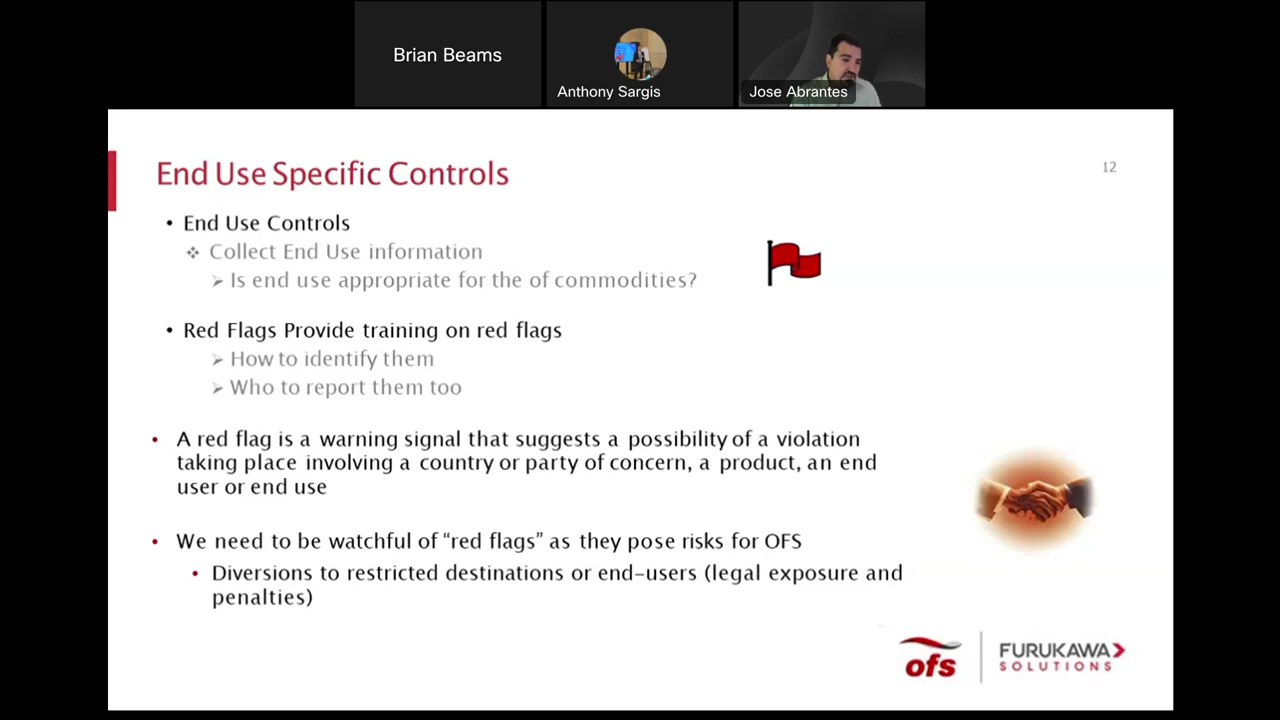 Brian Beams
Anthony Sargis
Jose Abrantes
End Use Specific Controls
12
• End Use Controls
❖ Collect End Use information
➢ Is end use appropriate for the of commodities?
• Red Flags Provide training on red flags
➢ How to identify them
➢ Who to report them too
• A red flag is a warning signal that suggests a possibility of a violation
taking place involving a country or party of concern, a product, an end
user or end use
• We need to be watchful of “red flags” as they pose risks for OFS
• Diversions to restricted destinations or end-users (legal exposure and
penalties)
ofs
FURUKAWA
SOLUTIONS